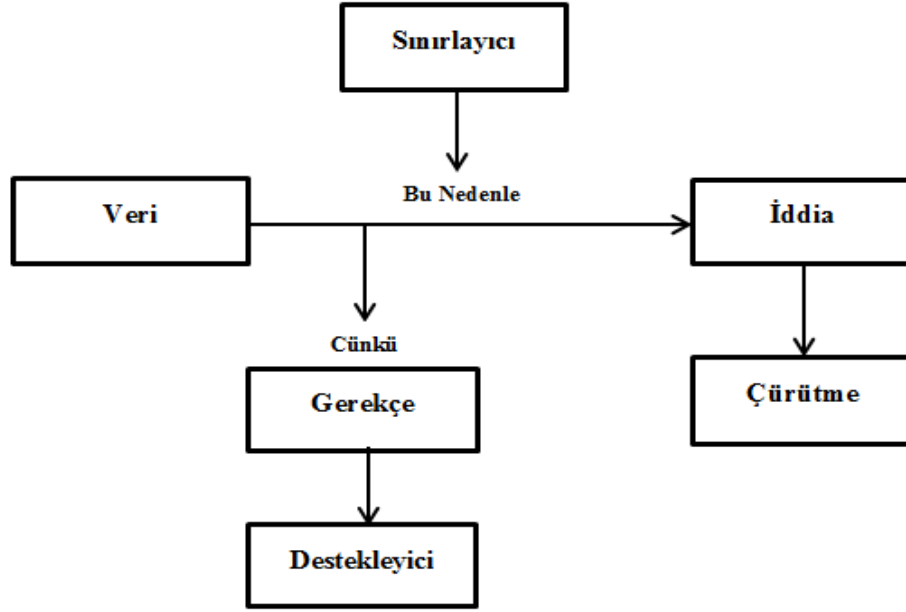 Sınırlayıcı
Bu Nedenle
Veri
İddia
Cünkü
Gerekçe
Çürütme
Destekleyici